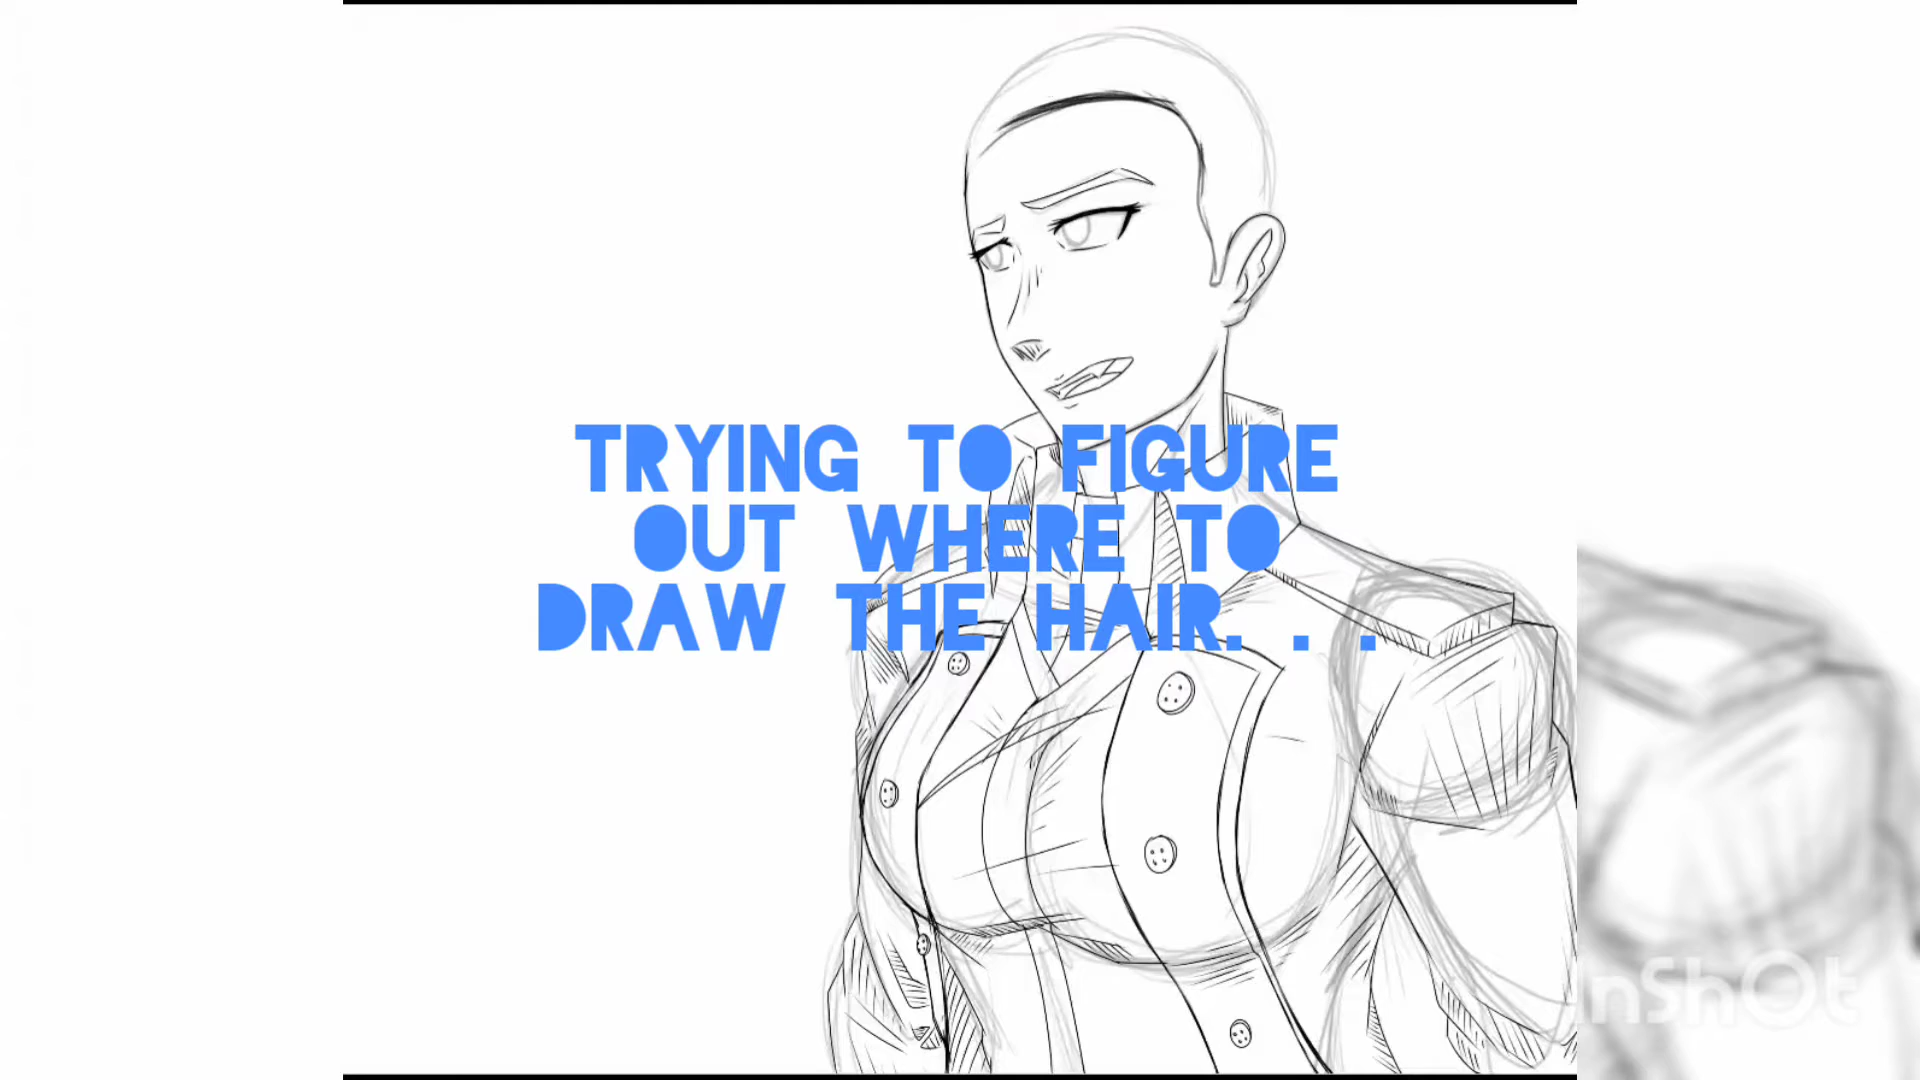 TRYING TO FIGURE
OUT WHERE TO
DRAW THE HAIR. . .
InShOt